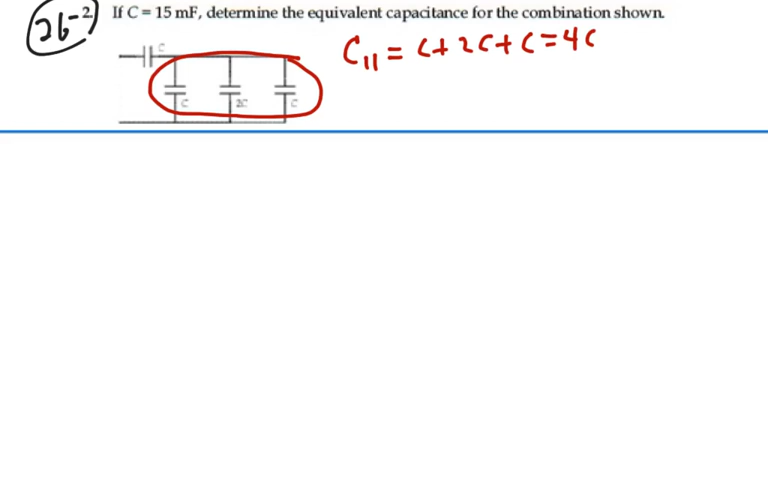 26-2) If C = 15 mF, determine the equivalent capacitance for the combination shown.
C
C 2C C
C₁₁ = C + 2C + C = 4C